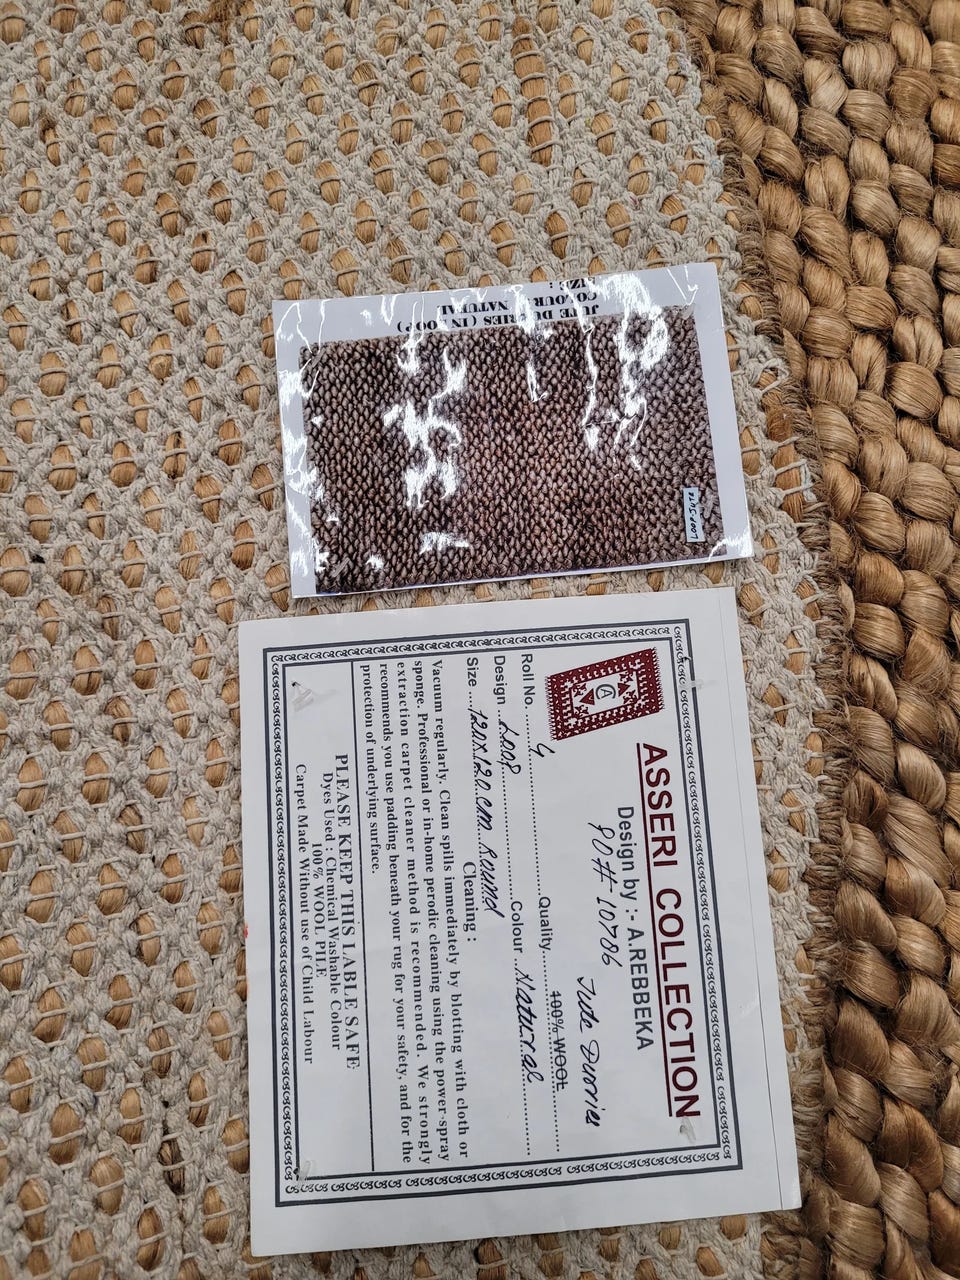 JUTE DURRIES (IN LOOP)
COLOUR : NATURAL
SIZE :
LOOP JUTE
ASSERI COLLECTION
Design by :- A.REBBEKA
PO# 10786
Jute Durries
Roll No. ....4....Quality....100% WOOL....
Design ..Loop....Colour ..Natural....
Size ....120x120.cm..Round
Cleaning :
Vacuum regularly. Clean spills immediately by blotting with cloth or
sponge. Professional or in-home perodic cleaning using the power-spray
extraction carpet cleaner method is recommended. We strongly
recommends you use padding beneath your rug for your safety, and for the
protection of underlying surface.
PLEASE KEEP THIS LABLE SAFE
Dyes Used : Chemical Washable Colour
100% WOOL PILE
Carpet Made Without use of Child Labour